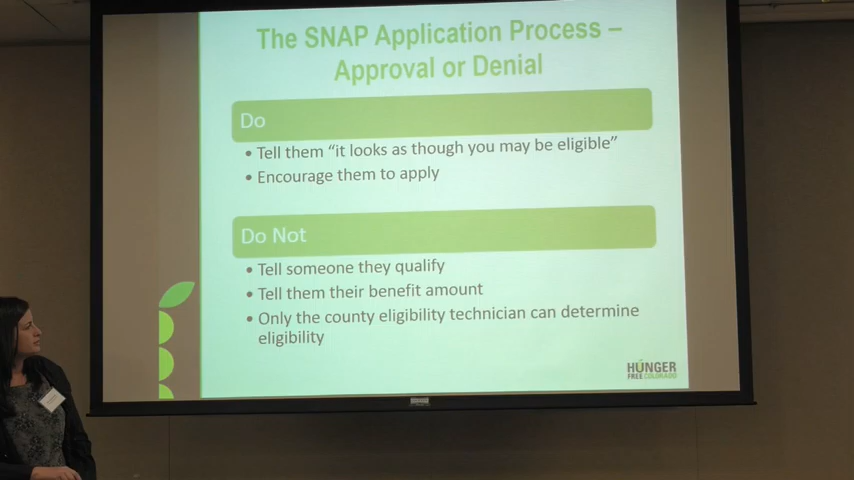 The SNAP Application Process –
Approval or Denial
Do
• Tell them “it looks as though you may be eligible”
• Encourage them to apply
Do Not
• Tell someone they qualify
• Tell them their benefit amount
• Only the county eligibility technician can determine
eligibility
HUNGER
FREE COLORADO